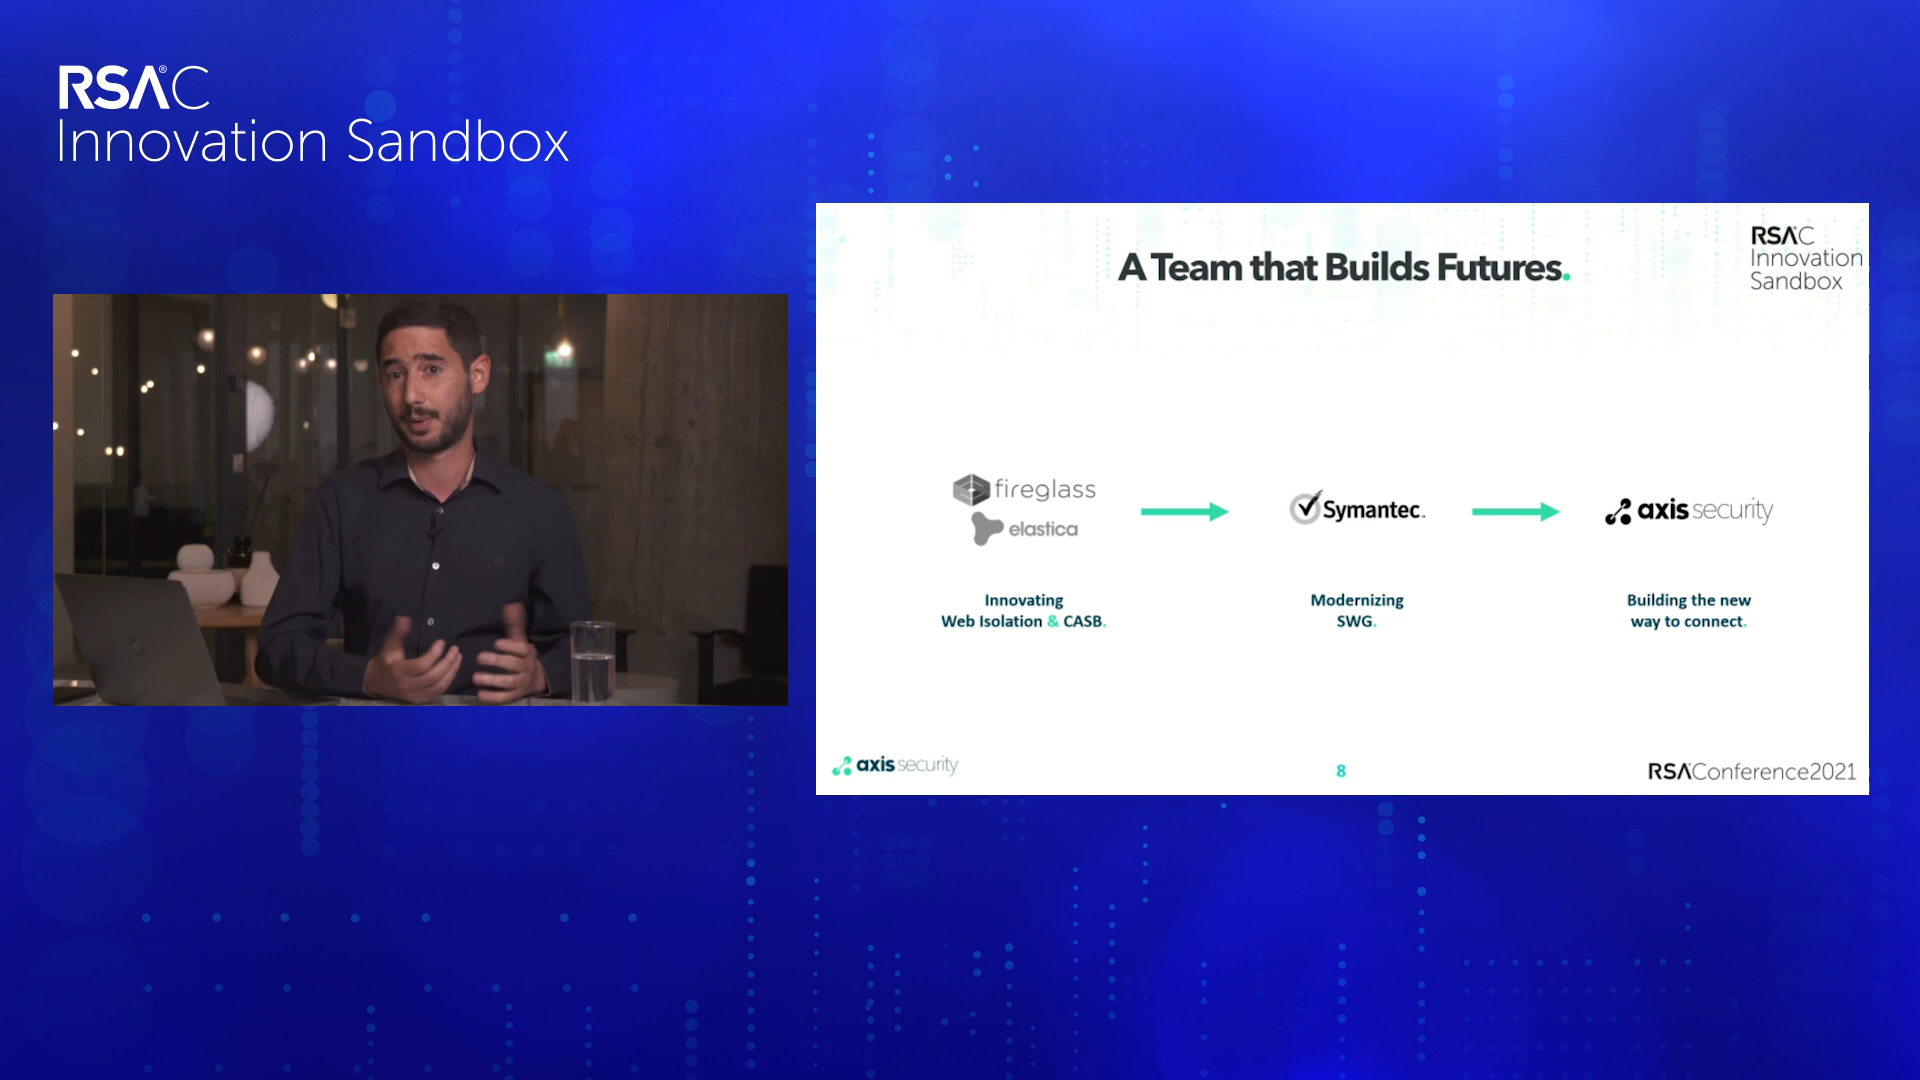 RSA®C
Innovation Sandbox
A Team that Builds Futures.
RSAC
Innovation
Sandbox
fireglass
elastica
Symantec.
axis security
Innovating
Web Isolation & CASB.
Modernizing
SWG.
Building the new
way to connect.
axis security
8
RSAConference2021